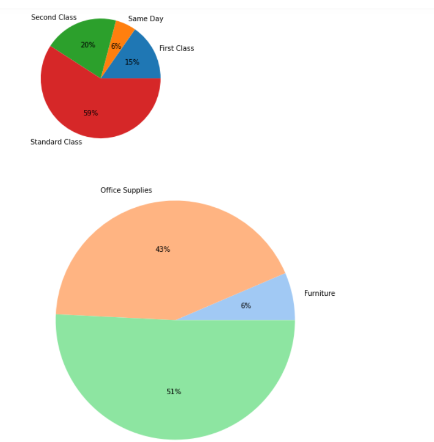 Second Class
Same Day
20%
6%
First Class
15%
59%
Standard Class
Office Supplies
43%
Furniture
6%
51%